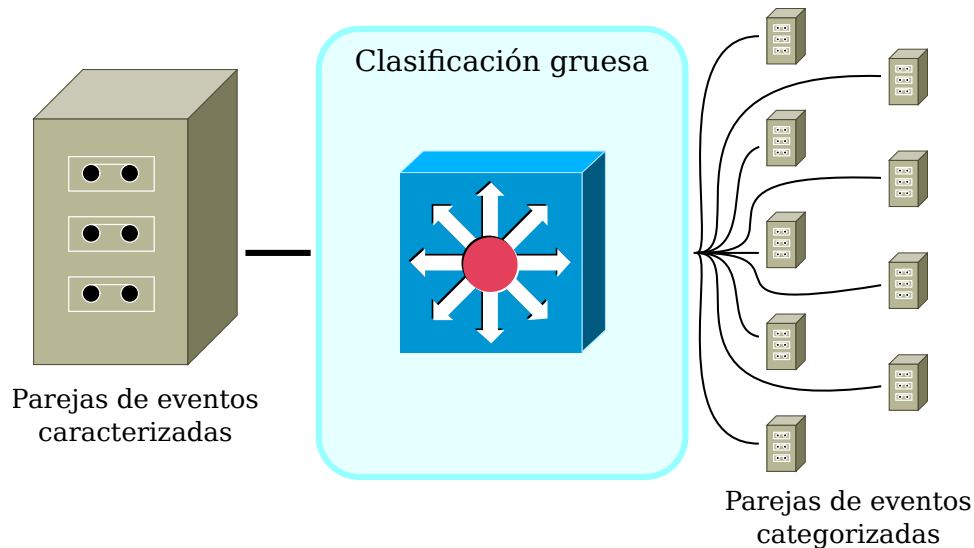 Clasificación gruesa
Parejas de eventos
caracterizadas
Parejas de eventos
categorizadas